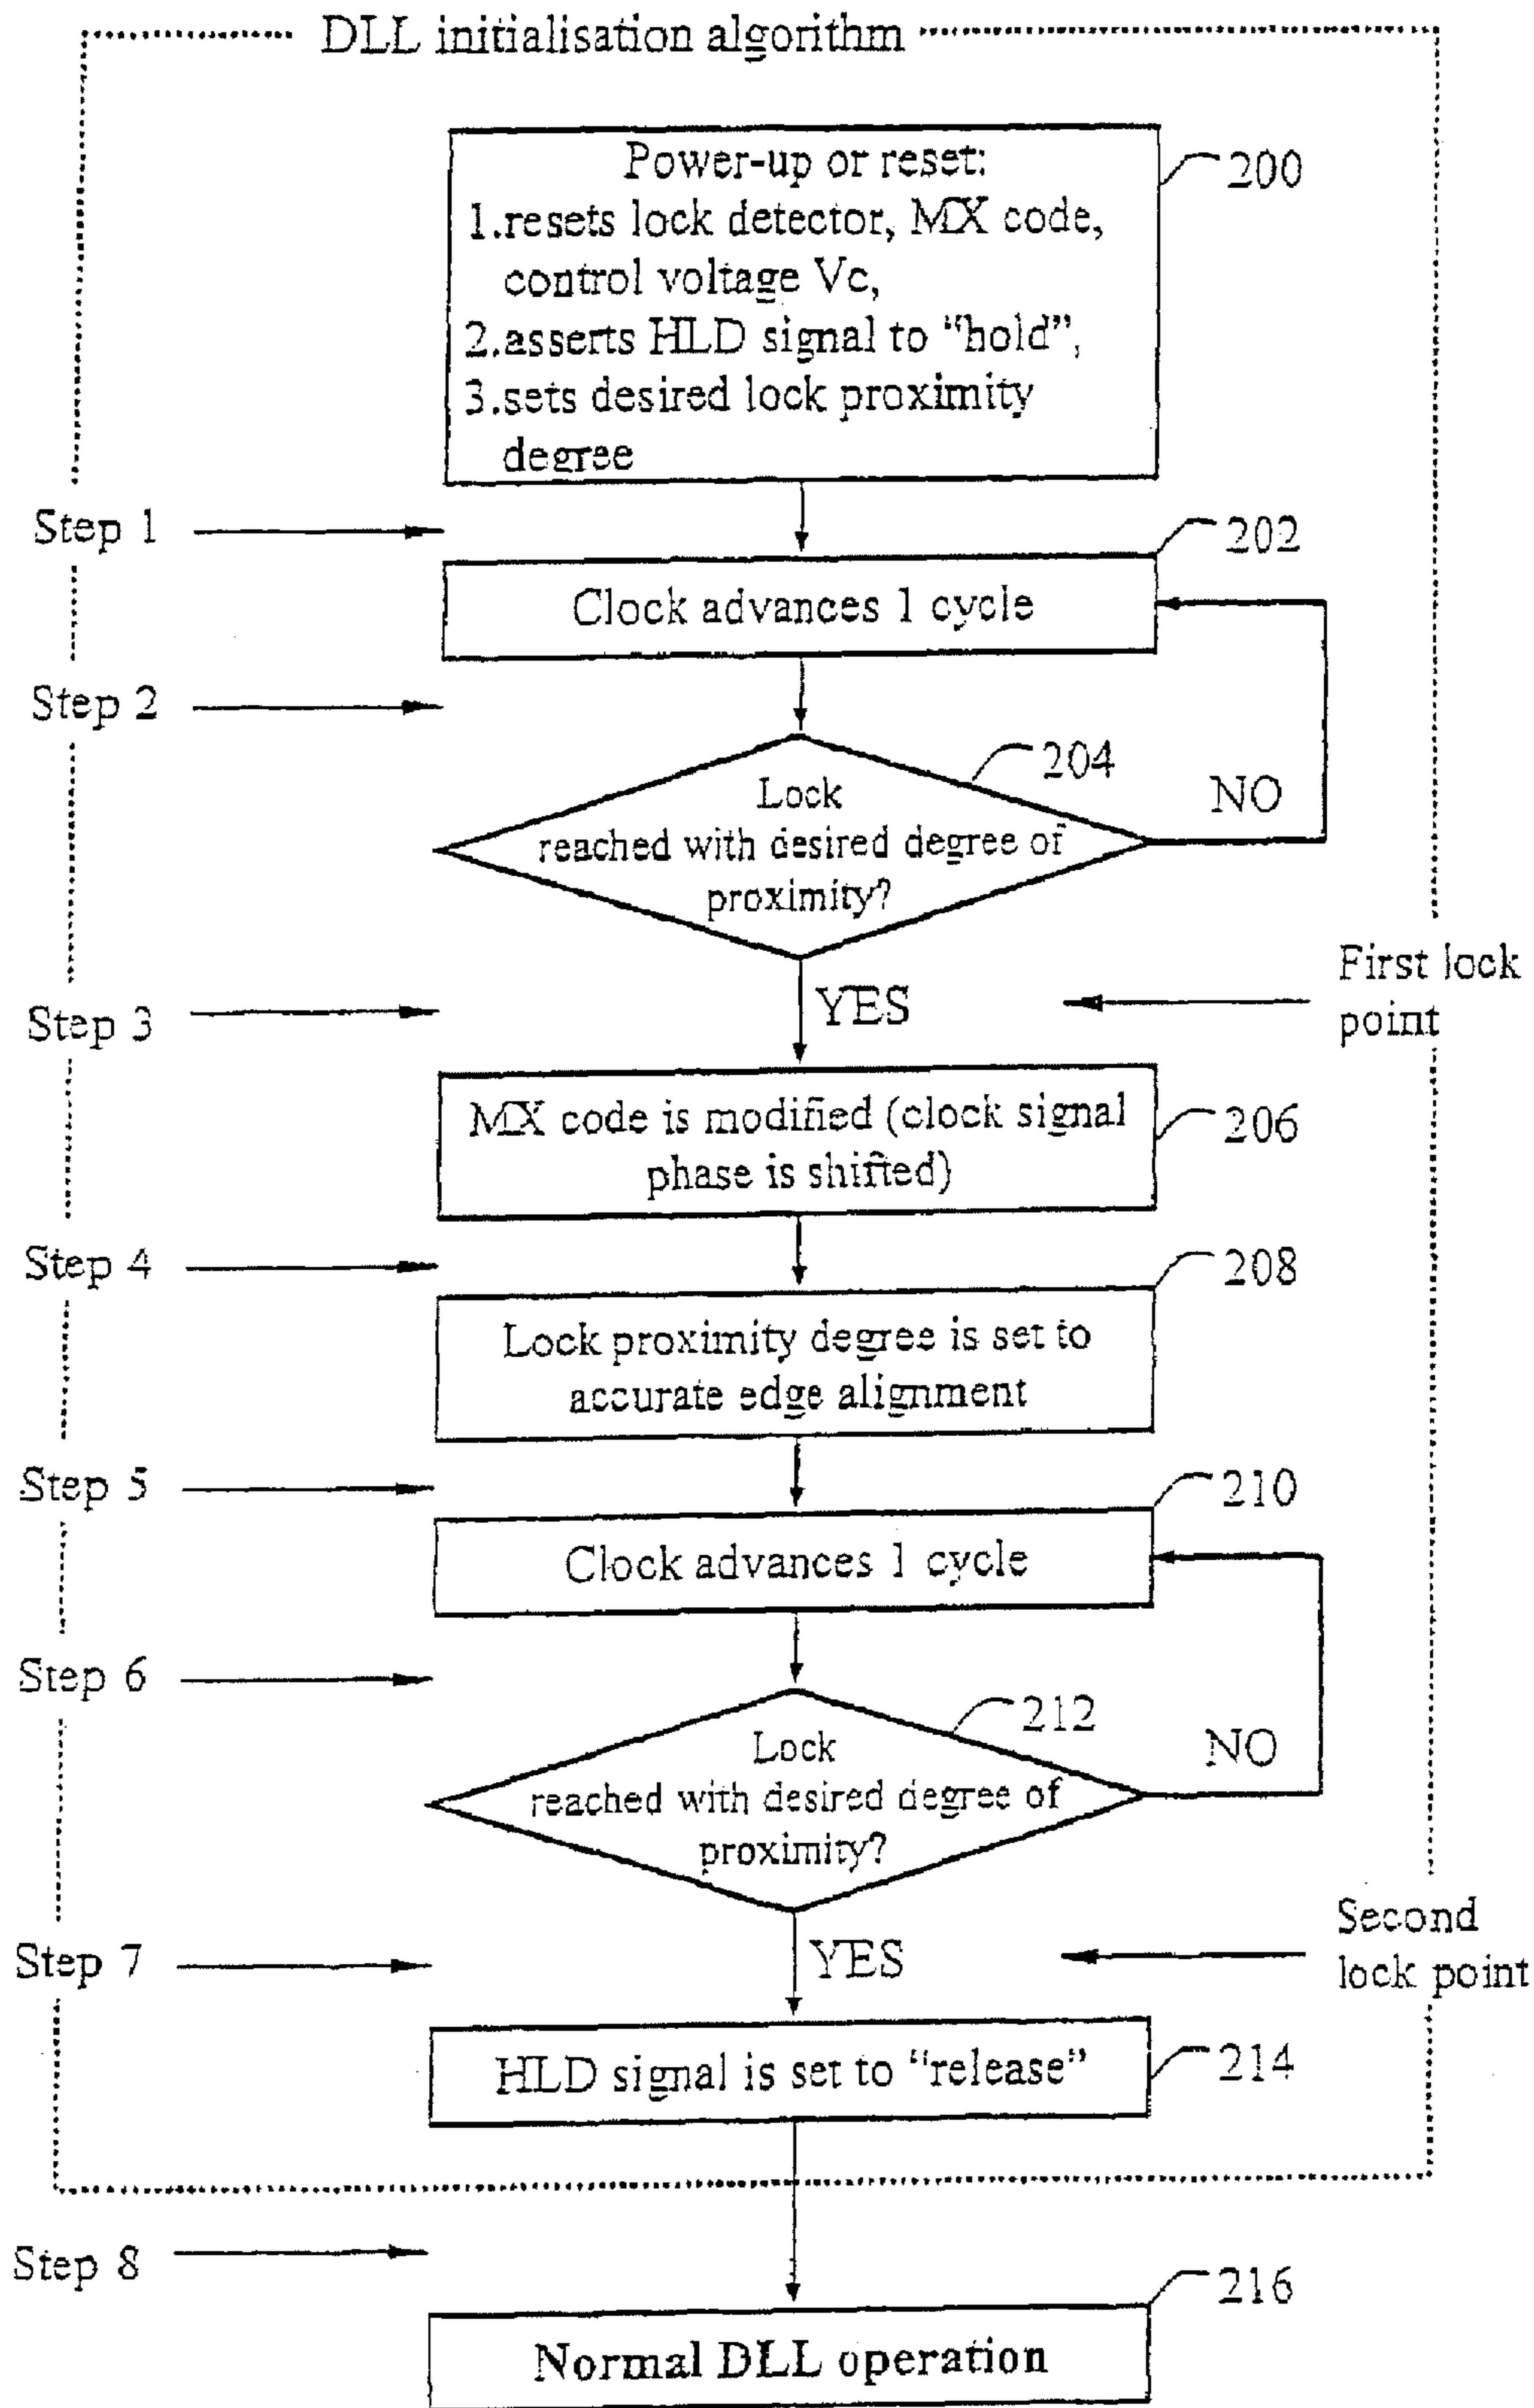 DLL initialisation algorithm
Power-up or reset:
1.resets lock detector, MX code,
control voltage Vc,
2.asserts HLD signal to “hold”,
3.sets desired lock proximity
degree
200
Step 1
202
Clock advances 1 cycle
Step 2
204
NO
Lock
reached with desired degree of
proximity?
First lock
point
Step 3
YES
MX code is modified (clock signal
phase is shifted)
206
Step 4
208
Lock proximity degree is set to
accurate edge alignment
Step 5
210
Clock advances 1 cycle
Step 6
212
NO
Lock
reached with desired degree of
proximity?
Second
lock point
Step 7
YES
HLD signal is set to “release”
214
Step 8
216
Normal DLL operation